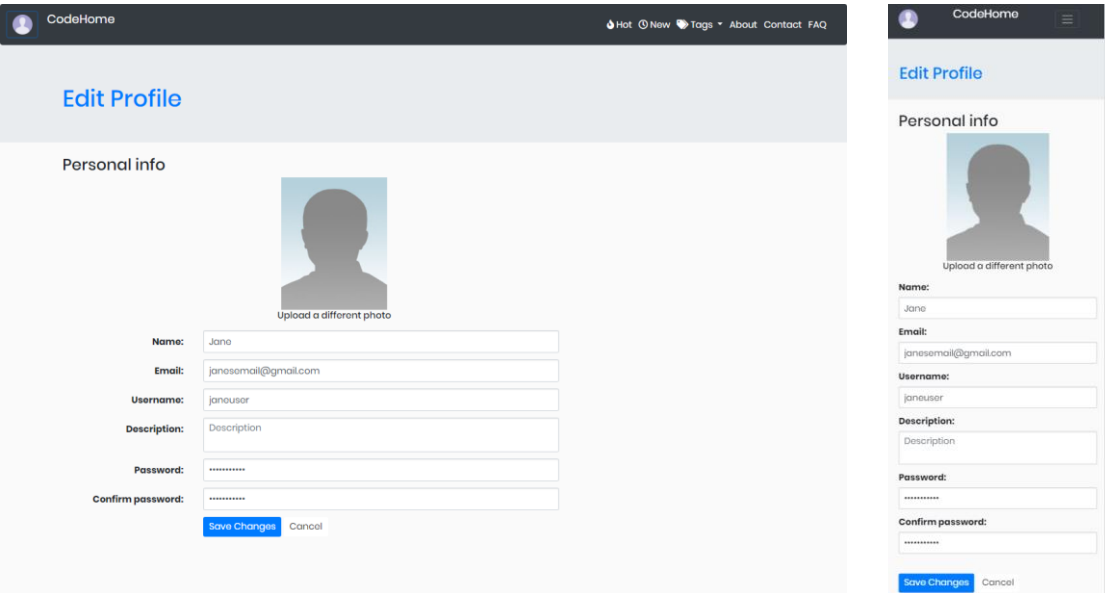 CodeHome
Hot New Tags About Contact FAQ
Edit Profile
Personal info
Upload a different photo
Name: Jane
Email: janesemail@gmail.com
Username: janeuser
Description: Description
Password: •••••••••••
Confirm password: •••••••••••
Save Changes Cancel
CodeHome
Edit Profile
Personal info
Upload a different photo
Name:
Jane
Email:
janesemail@gmail.com
Username:
janeuser
Description:
Description
Password:
•••••••••••
Confirm password:
•••••••••••
Save Changes Cancel